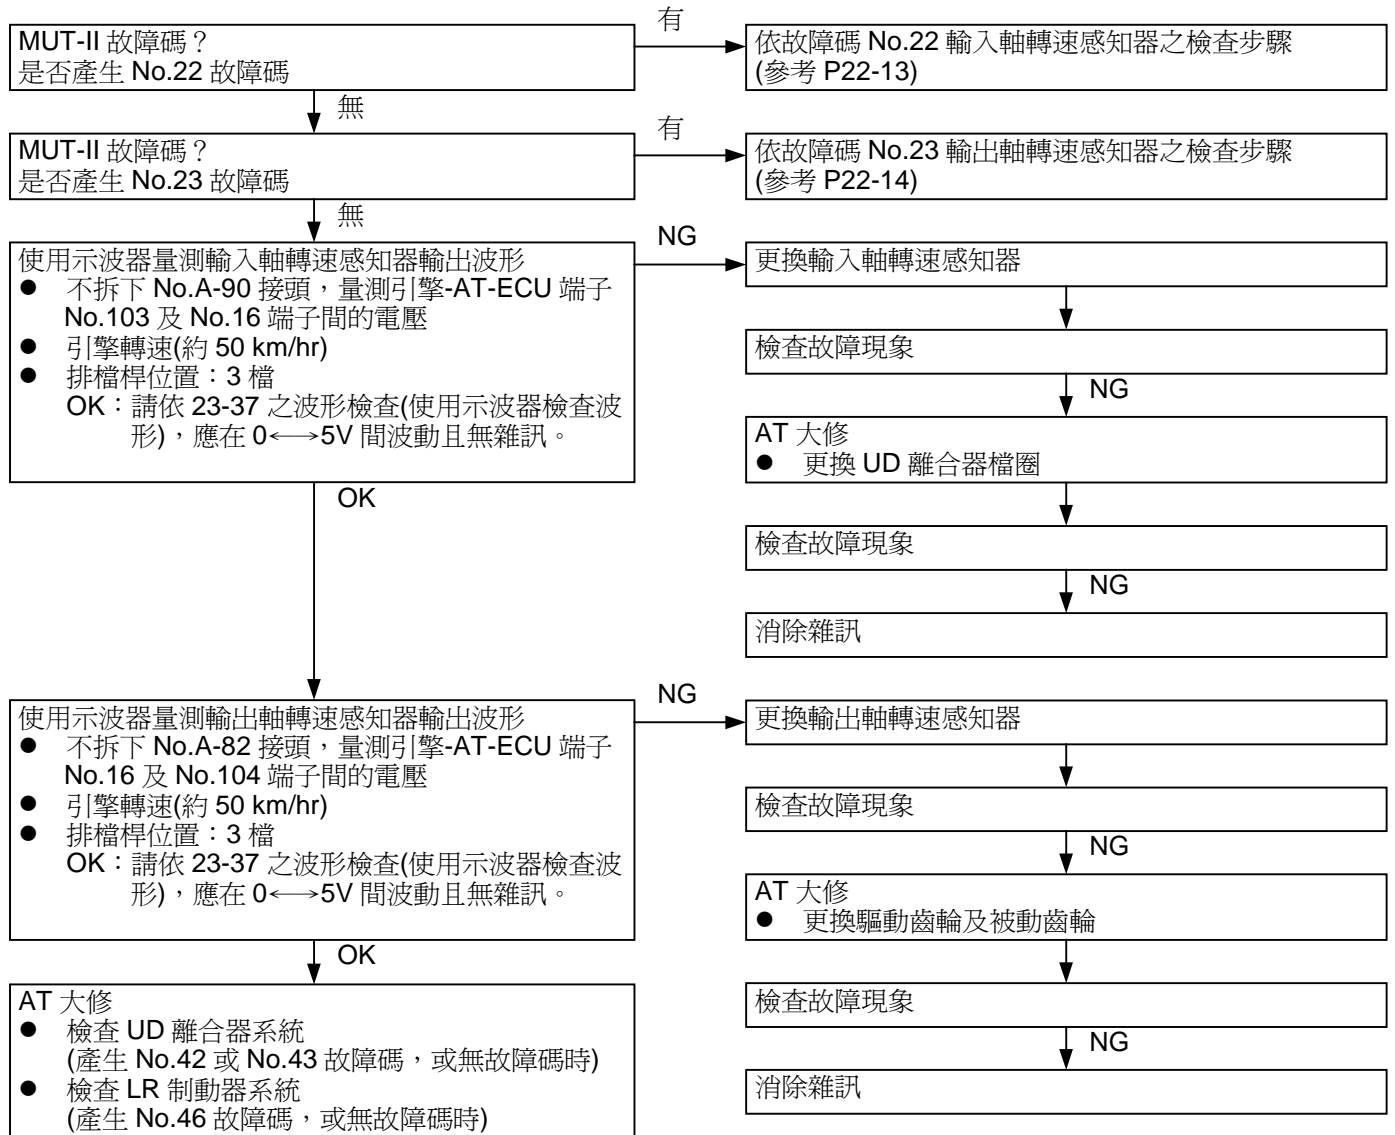 MUT-II 故障碼？
是否產生 No.22 故障碼
有
依故障碼 No.22 輸入軸轉速感知器之檢查步驟
(參考 P22-13)
無
MUT-II 故障碼？
是否產生 No.23 故障碼
有
依故障碼 No.23 輸出軸轉速感知器之檢查步驟
(參考 P22-14)
無
使用示波器量測輸入軸轉速感知器輸出波形
● 不拆下 No.A-90 接頭，量測引擎-AT-ECU 端子
No.103 及 No.16 端子間的電壓
● 引擎轉速(約 50 km/hr)
● 排檔桿位置：3 檔
OK：請依 23-37 之波形檢查(使用示波器檢查波
形)，應在 0←→5V 間波動且無雜訊。
NG
更換輸入軸轉速感知器
檢查故障現象
NG
AT 大修
● 更換 UD 離合器檔圈
檢查故障現象
NG
消除雜訊
OK
使用示波器量測輸出軸轉速感知器輸出波形
● 不拆下 No.A-82 接頭，量測引擎-AT-ECU 端子
No.16 及 No.104 端子間的電壓
● 引擎轉速(約 50 km/hr)
● 排檔桿位置：3 檔
OK：請依 23-37 之波形檢查(使用示波器檢查波
形)，應在 0←→5V 間波動且無雜訊。
NG
更換輸出軸轉速感知器
檢查故障現象
NG
AT 大修
● 更換驅動齒輪及被動齒輪
檢查故障現象
NG
消除雜訊
OK
AT 大修
● 檢查 UD 離合器系統
(產生 No.42 或 No.43 故障碼，或無故障碼時)
● 檢查 LR 制動器系統
(產生 No.46 故障碼，或無故障碼時)